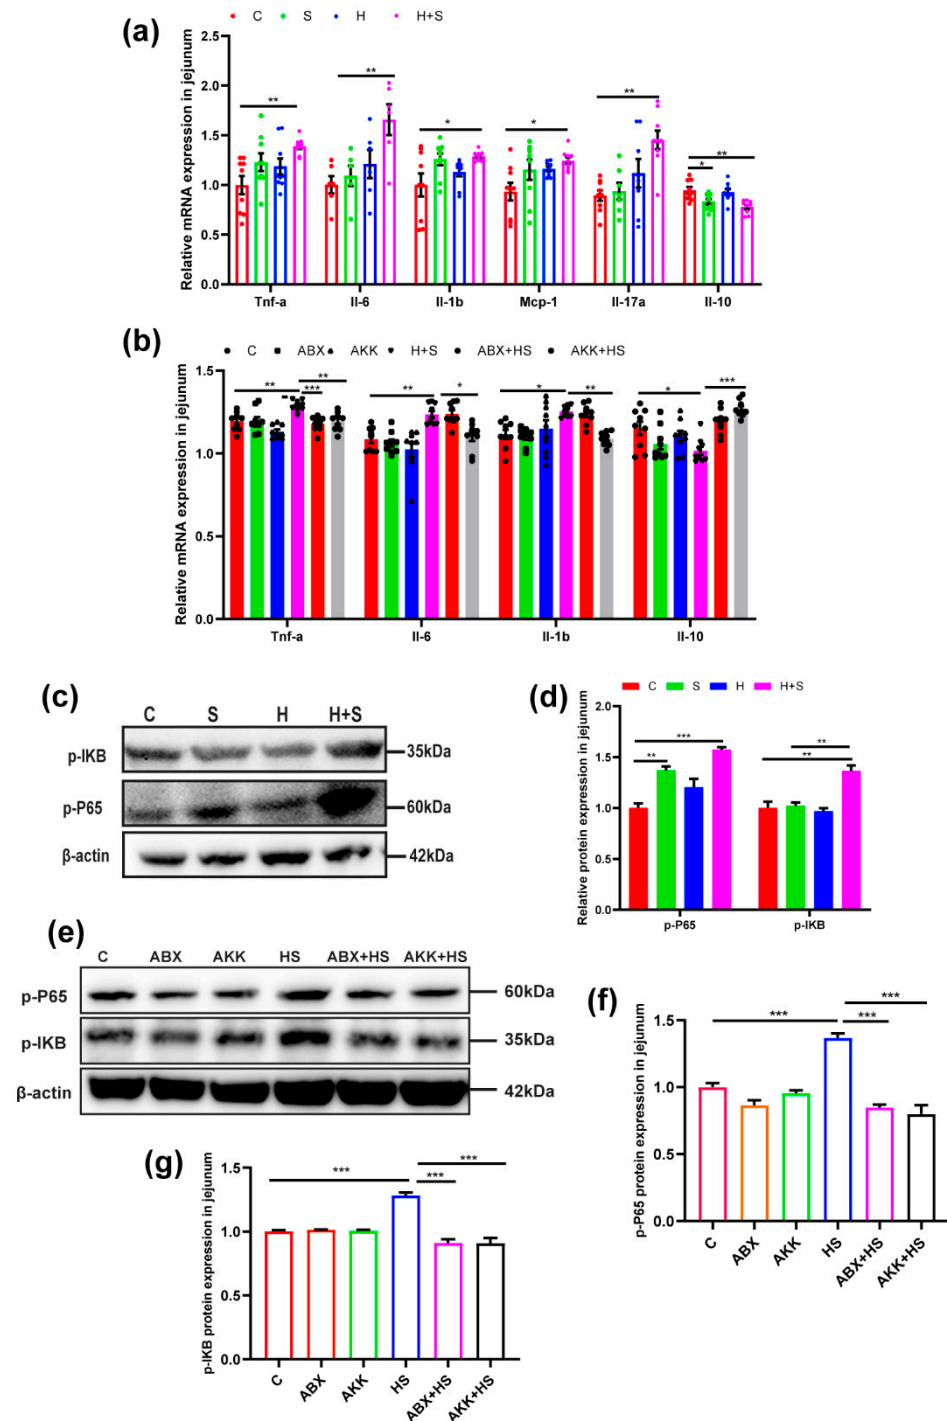 (a)
C S H H+S
Relative mRNA expression in jejunum
2.5
2.0
1.5
1.0
0.5
0.0
** ** * * ** * **
Tnf-a Il-6 Il-1b Mcp-1 Il-17a Il-10
(b)
C ABX AKK H+S ABX+HS AKK+HS
Relative mRNA expression in jejunum
1.5
1.0
0.5
0.0
** *** ** ** * * ** * ***
Tnf-a Il-6 Il-1b Il-10
(c)
C S H H+S
p-IKB 35kDa
p-P65 60kDa
β-actin 42kDa
(d)
C S H H+S
Relative protein expression in jejunum
2.0
1.5
1.0
0.5
0.0
** *** ** **
p-P65 p-IKB
(e)
C ABX AKK HS ABX+HS AKK+HS
p-P65 60kDa
p-IKB 35kDa
β-actin 42kDa
(f)
p-P65 protein expression in jejunum
1.5
1.0
0.5
0.0
*** *** ***
C ABX AKK HS ABX+HS AKK+HS
(g)
p-IKB protein expression in jejunum
1.5
1.0
0.5
0.0
*** *** ***
C ABX AKK HS ABX+HS AKK+HS